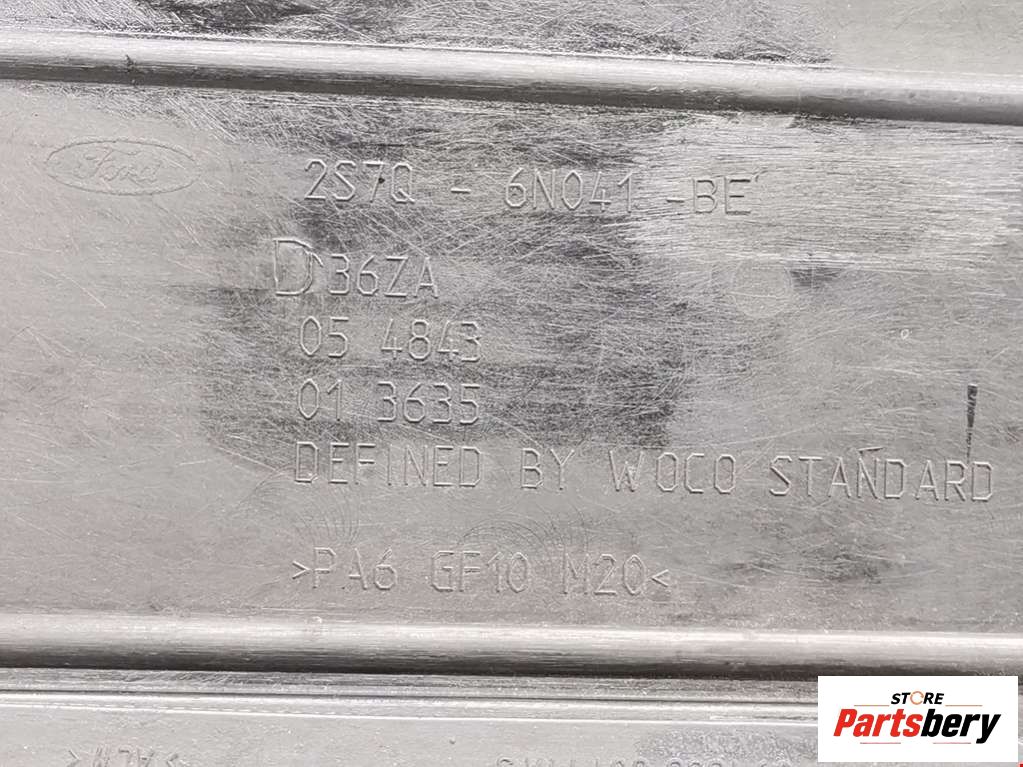 Ford
2S7Q - 6N041 -BE
D 36ZA
05 4843
01 3635
DEFINED BY WOCO STANDARD
>PA6 GF10 M20<
STORE
Partsbery